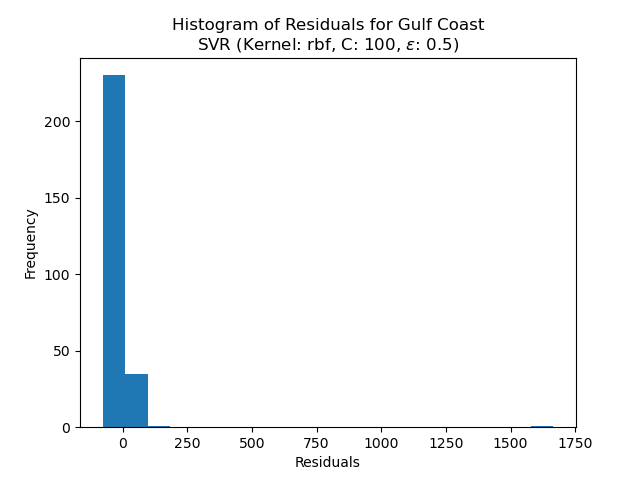 Histogram of Residuals for Gulf Coast
SVR (Kernel: rbf, C: 100, ε: 0.5)
Frequency
200
150
100
50
0
0 250 500 750 1000 1250 1500 1750
Residuals